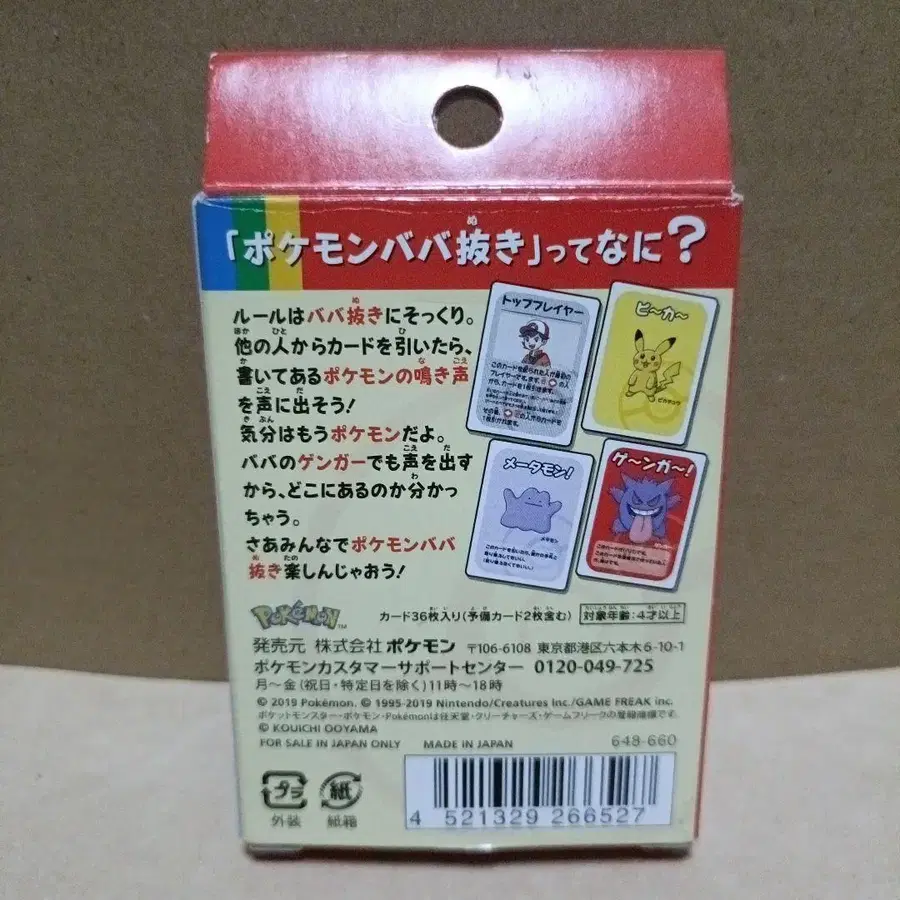 「ポケモンババ抜き」ってなに?
ルールはババ抜きにそっくり。
他の人からカードを引いたら、
書いてあるポケモンの鳴き声
を声に出そう!
気分はもうポケモンだよ。
ババのゲンガーでも声を出す
から、どこにあるのか分かっ
ちゃう。
さあみんなでポケモンババ
抜き楽しんじゃおう!
トップフレイヤー
ピ〜カ〜
ピカチュウ
メ〜タモン!
メタモン
ゲ〜ンガ〜!
POKéMON TM
カード36枚入り(予備カード2枚含む)
対象年齢:4才以上
発売元 株式会社 ポケモン 〒106-6108 東京都港区六本木6-10-1
ポケモンカスタマーサポートセンター 0120-049-725
月〜金(祝日・特定日を除く)11時〜18時
© 2019 Pokémon. © 1995-2019 Nintendo/Creatures Inc./GAME FREAK inc.
ポケットモンスター・ポケモン・Pokémonは任天堂・クリーチャーズ・ゲームフリークの登録商標です。
© KOUICHI OOYAMA
FOR SALE IN JAPAN ONLY MADE IN JAPAN 648-660
プラ
外装
紙
紙箱
4 521329 266527